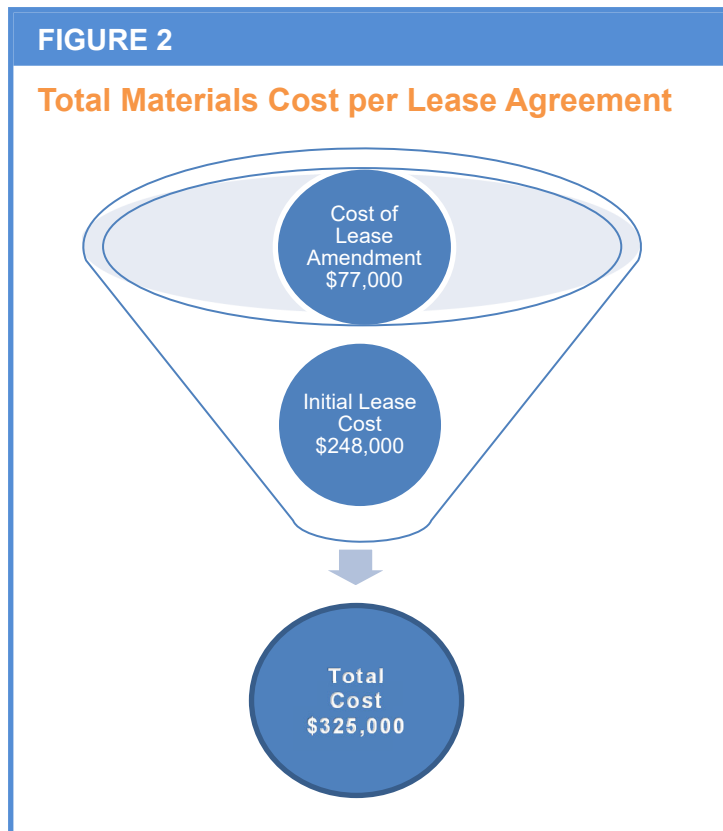 FIGURE 2
Total Materials Cost per Lease Agreement
Cost of
Lease
Amendment
$77,000
Initial Lease
Cost
$248,000
Total
Cost
$325,000